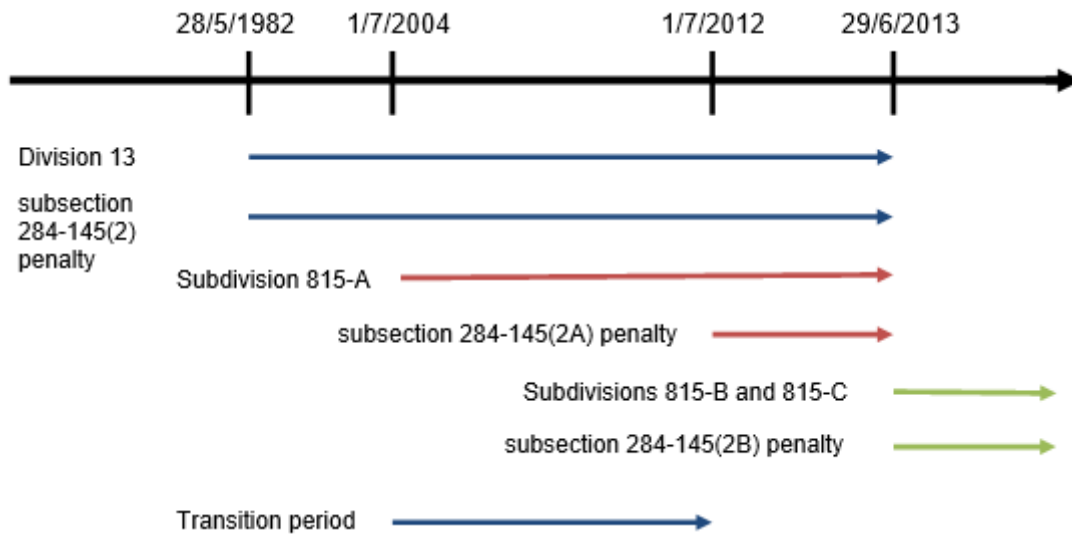 28/5/1982 1/7/2004 1/7/2012 29/6/2013
Division 13
subsection
284-145(2)
penalty
Subdivision 815-A
subsection 284-145(2A) penalty
Subdivisions 815-B and 815-C
subsection 284-145(2B) penalty
Transition period